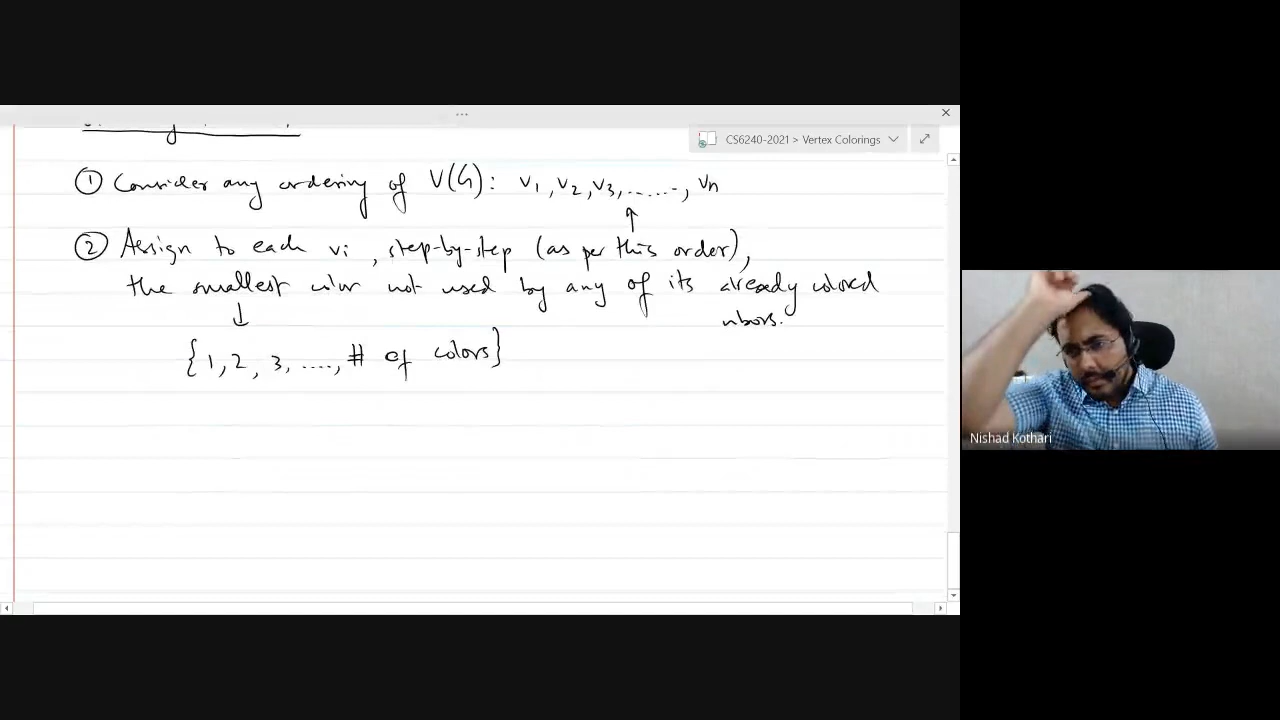 CS6240-2021 > Vertex Colorings
① Consider any ordering of V(G): v1, v2, v3, ......, vn
② Assign to each vi, step-by-step (as per this order),
the smallest color not used by any of its already colored
nbors.
{1, 2, 3, ...., # of colors}
Nishad Kothari